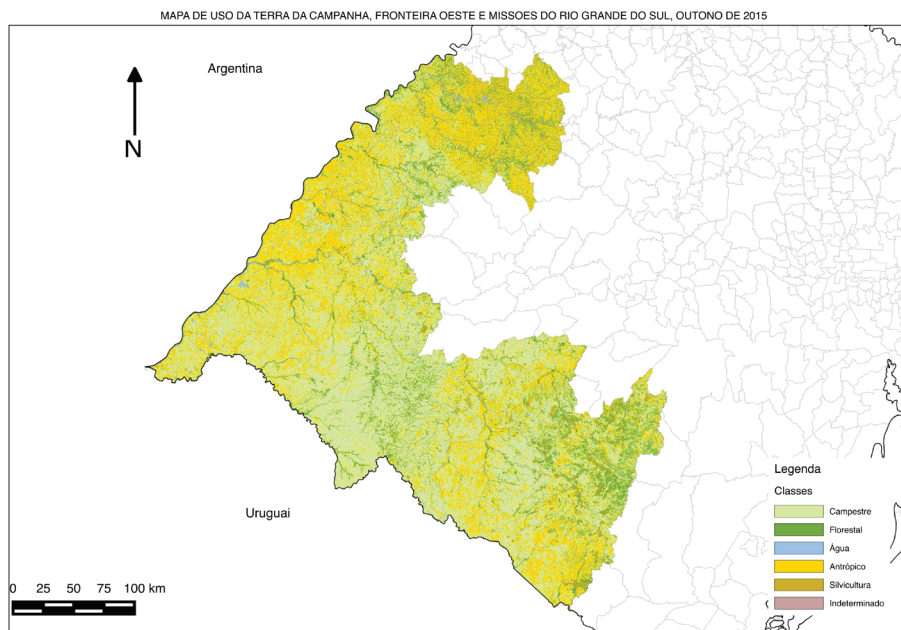 MAPA DE USO DA TERRA DA CAMPANHA, FRONTEIRA OESTE E MISSOES DO RIO GRANDE DO SUL, OUTONO DE 2015
Argentina
N
Uruguai
Legenda
Classes
Campestre
Florestal
Água
Antrópico
Silvicultura
Indeterminado
0 25 50 75 100 km